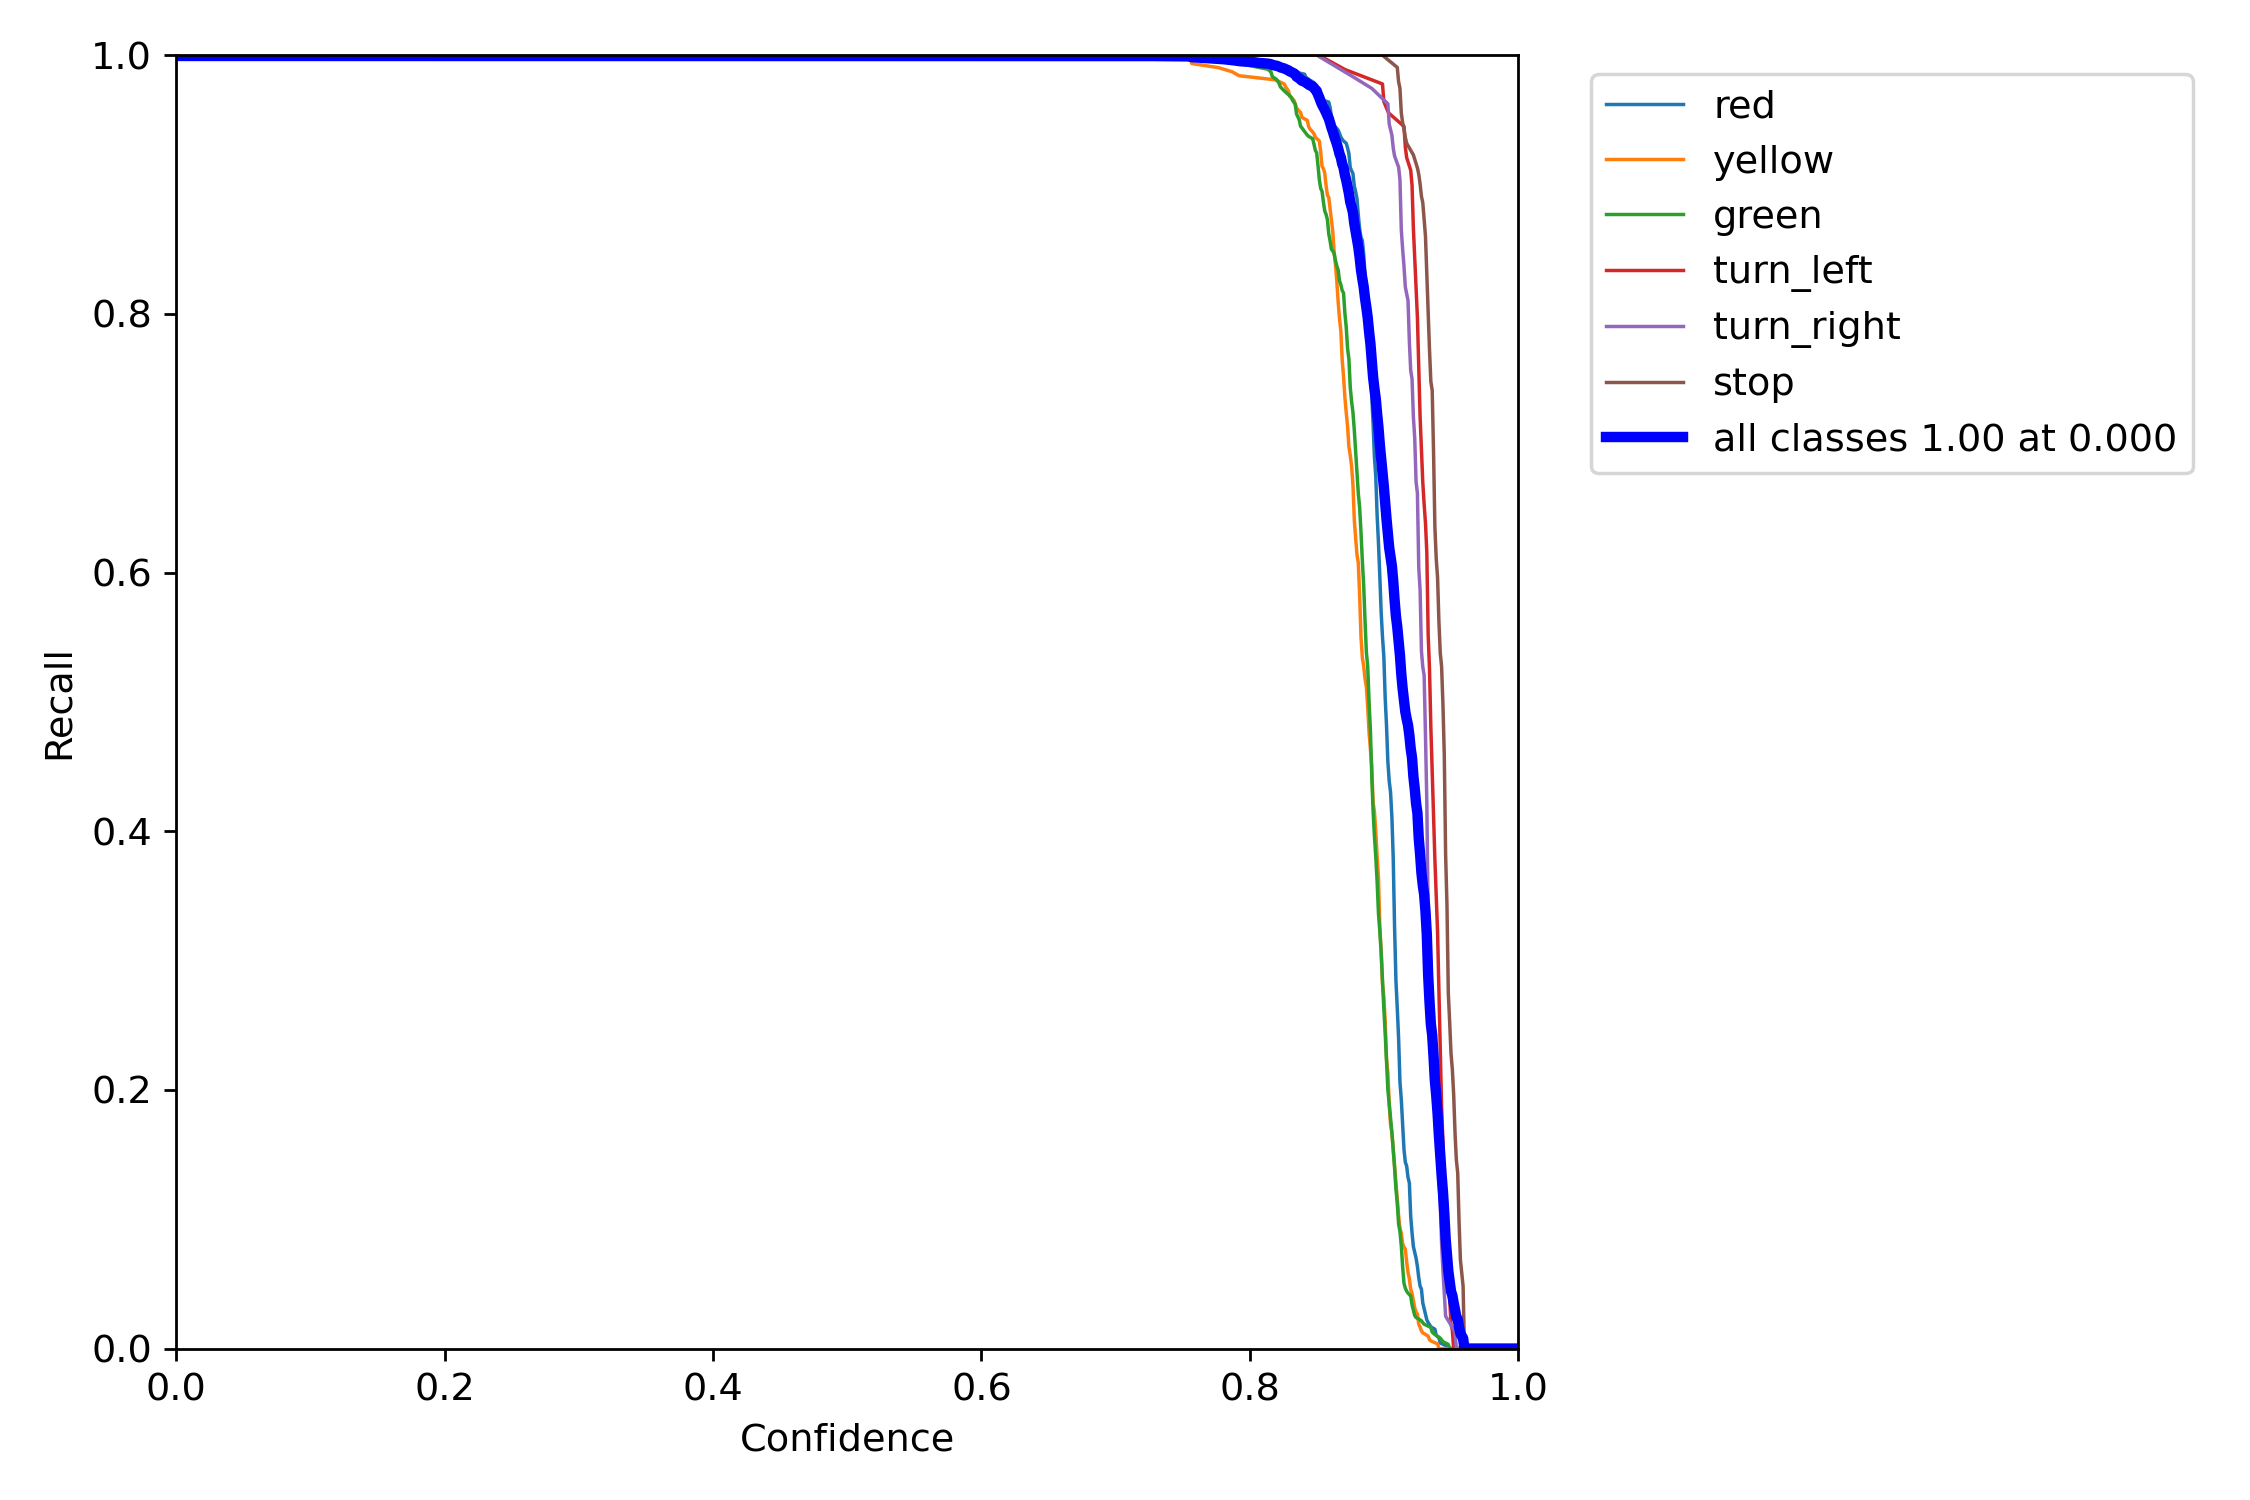 1.0
0.8
0.6
0.4
0.2
0.0
Recall
0.0 0.2 0.4 0.6 0.8 1.0
Confidence
red
yellow
green
turn_left
turn_right
stop
all classes 1.00 at 0.000